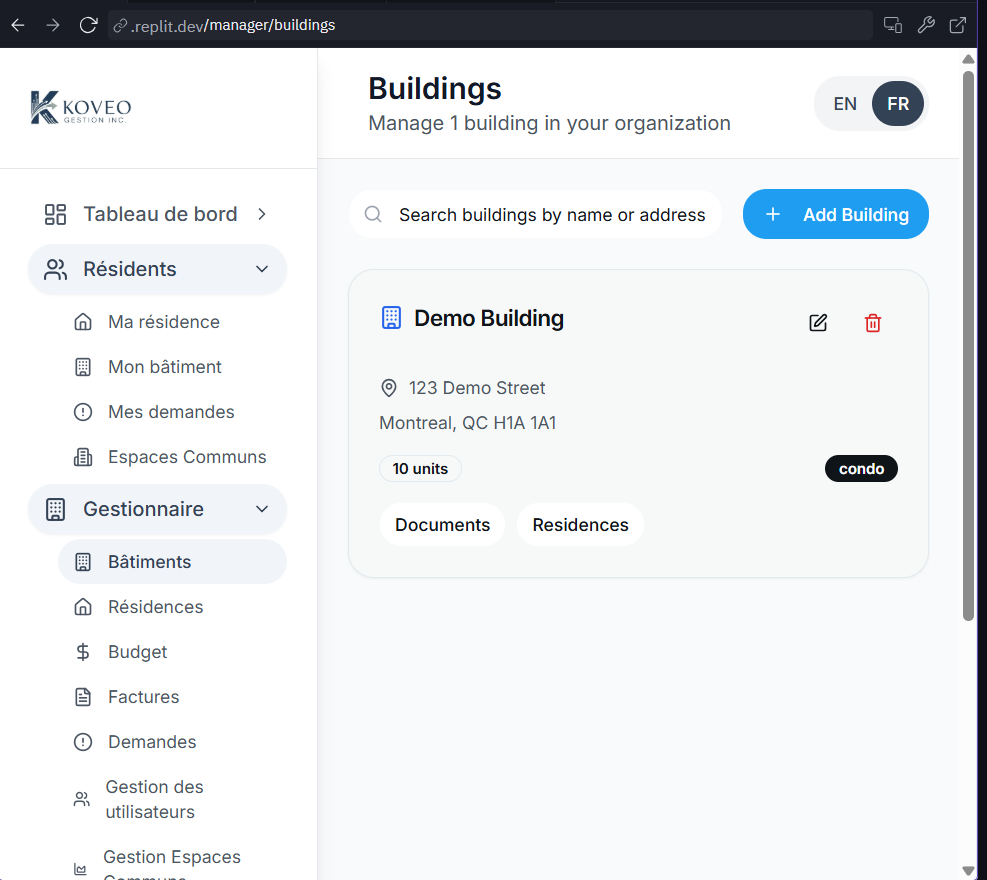 .replit.dev/manager/buildings
KOVEO
GESTION INC.
Buildings
Manage 1 building in your organization
EN
FR
Tableau de bord
Résidents
Ma résidence
Mon bâtiment
Mes demandes
Espaces Communs
Gestionnaire
Bâtiments
Résidences
Budget
Factures
Demandes
Gestion des
utilisateurs
Gestion Espaces
Communs
Search buildings by name or address
Add Building
Demo Building
123 Demo Street
Montreal, QC H1A 1A1
10 units
condo
Documents
Residences